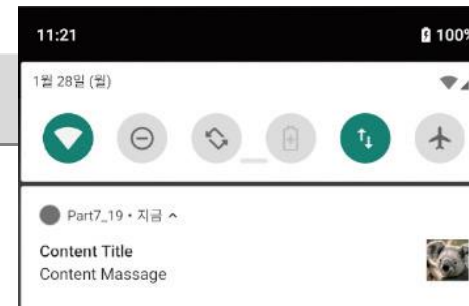 11:21 100%
1월 28일 (월)
Part7_19 • 지금
Content Title
Content Massage